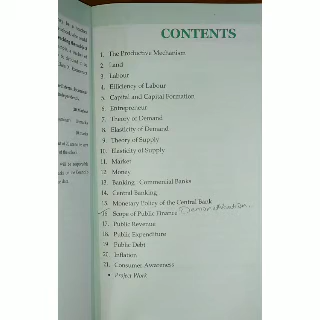 CONTENTS
1. The Productive Mechanism
2. Land
3. Labour
4. Efficiency of Labour
5. Capital and Capital Formation
6. Entrepreneur
7. Theory of Demand
8. Elasticity of Demand
9. Theory of Supply
10. Elasticity of Supply
11. Market
12. Money
13. Banking : Commercial Banks
14. Central Banking
15. Monetary Policy of the Central Bank
16. Scope of Public Finance
17. Public Revenue
18. Public Expenditure
19. Public Debt
20. Inflation
21. Consumer Awareness
• Project Work